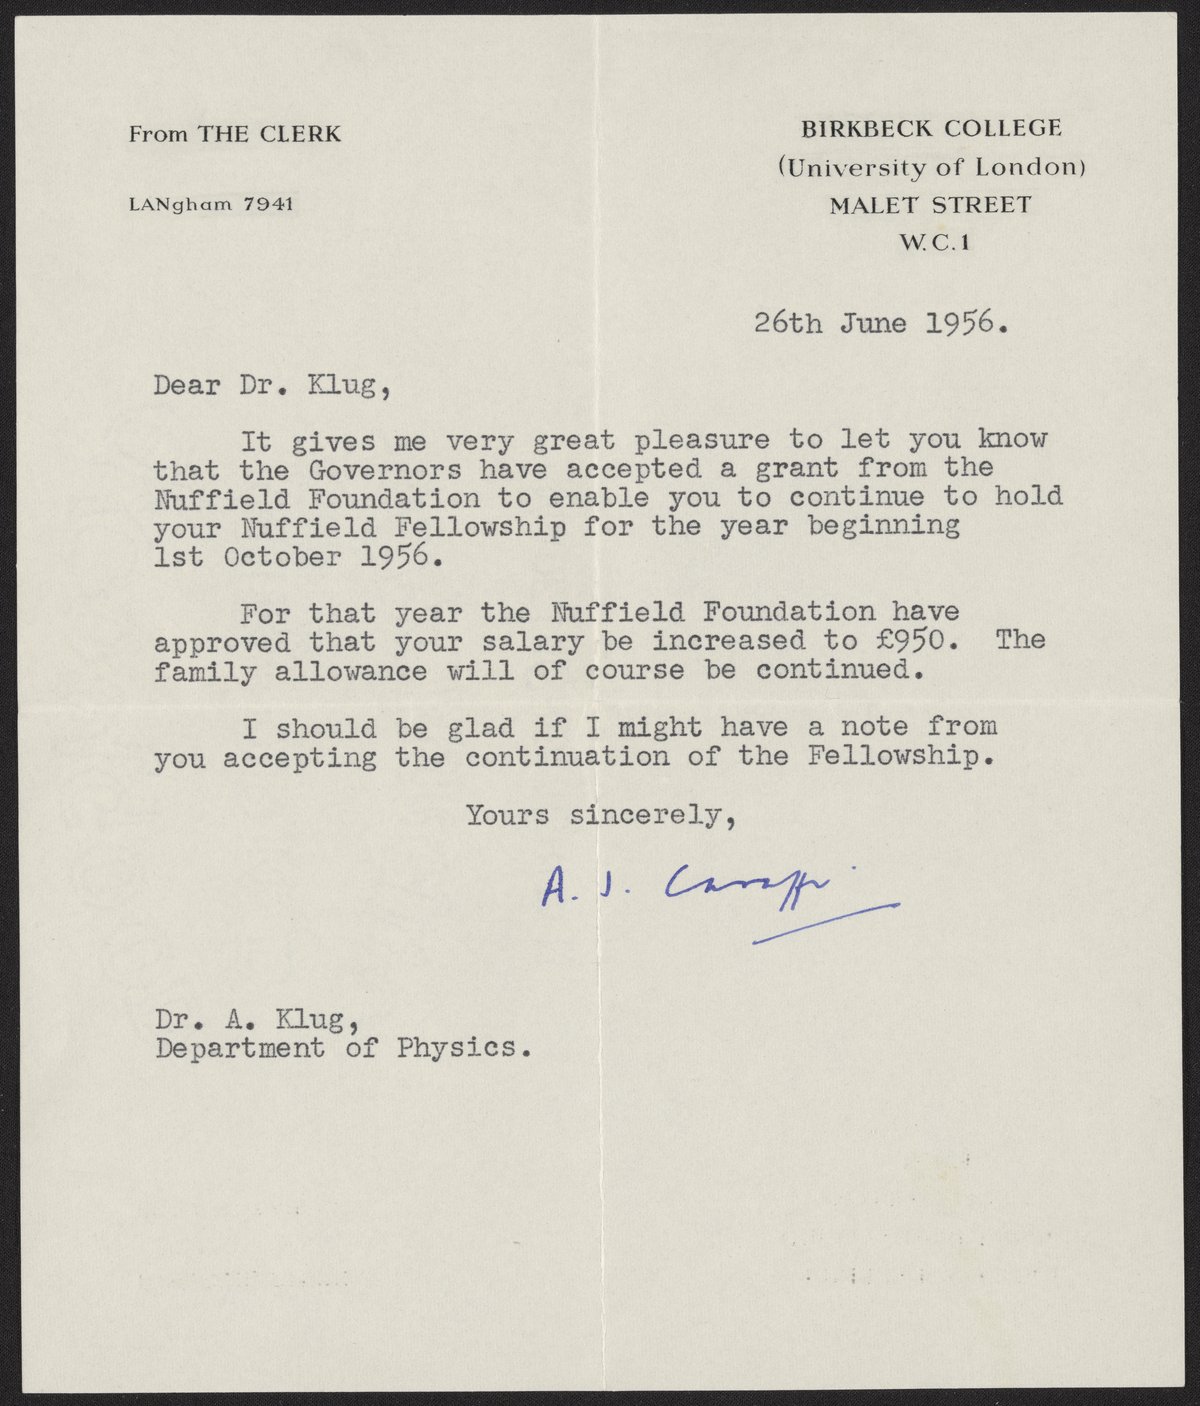 From THE CLERK
LANgham 7941
BIRKBECK COLLEGE
(University of London)
MALET STREET
W.C.1
26th June 1956.
Dear Dr. Klug,
It gives me very great pleasure to let you know
that the Governors have accepted a grant from the
Nuffield Foundation to enable you to continue to hold
your Nuffield Fellowship for the year beginning
1st October 1956.
For that year the Nuffield Foundation have
approved that your salary be increased to £950. The
family allowance will of course be continued.
I should be glad if I might have a note from
you accepting the continuation of the Fellowship.
Yours sincerely,
A. J. Caraffi
Dr. A. Klug,
Department of Physics.